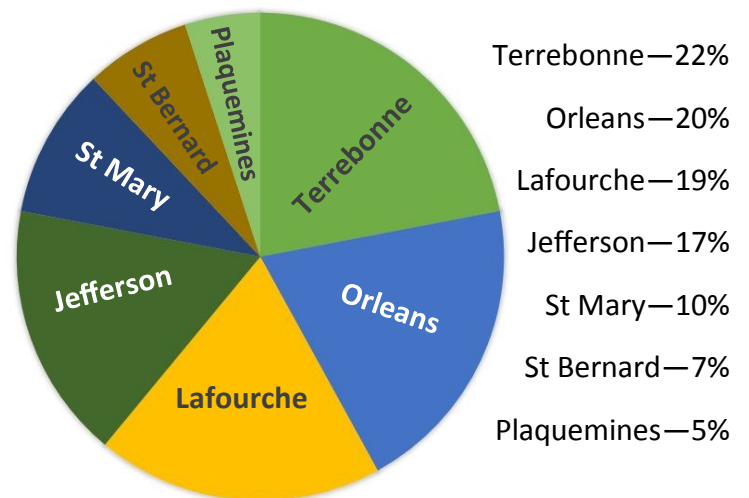 Plaquemines
St Bernard
Terrebonne
St Mary
Jefferson
Orleans
Lafourche
Terrebonne—22%
Orleans—20%
Lafourche—19%
Jefferson—17%
St Mary—10%
St Bernard—7%
Plaquemines—5%